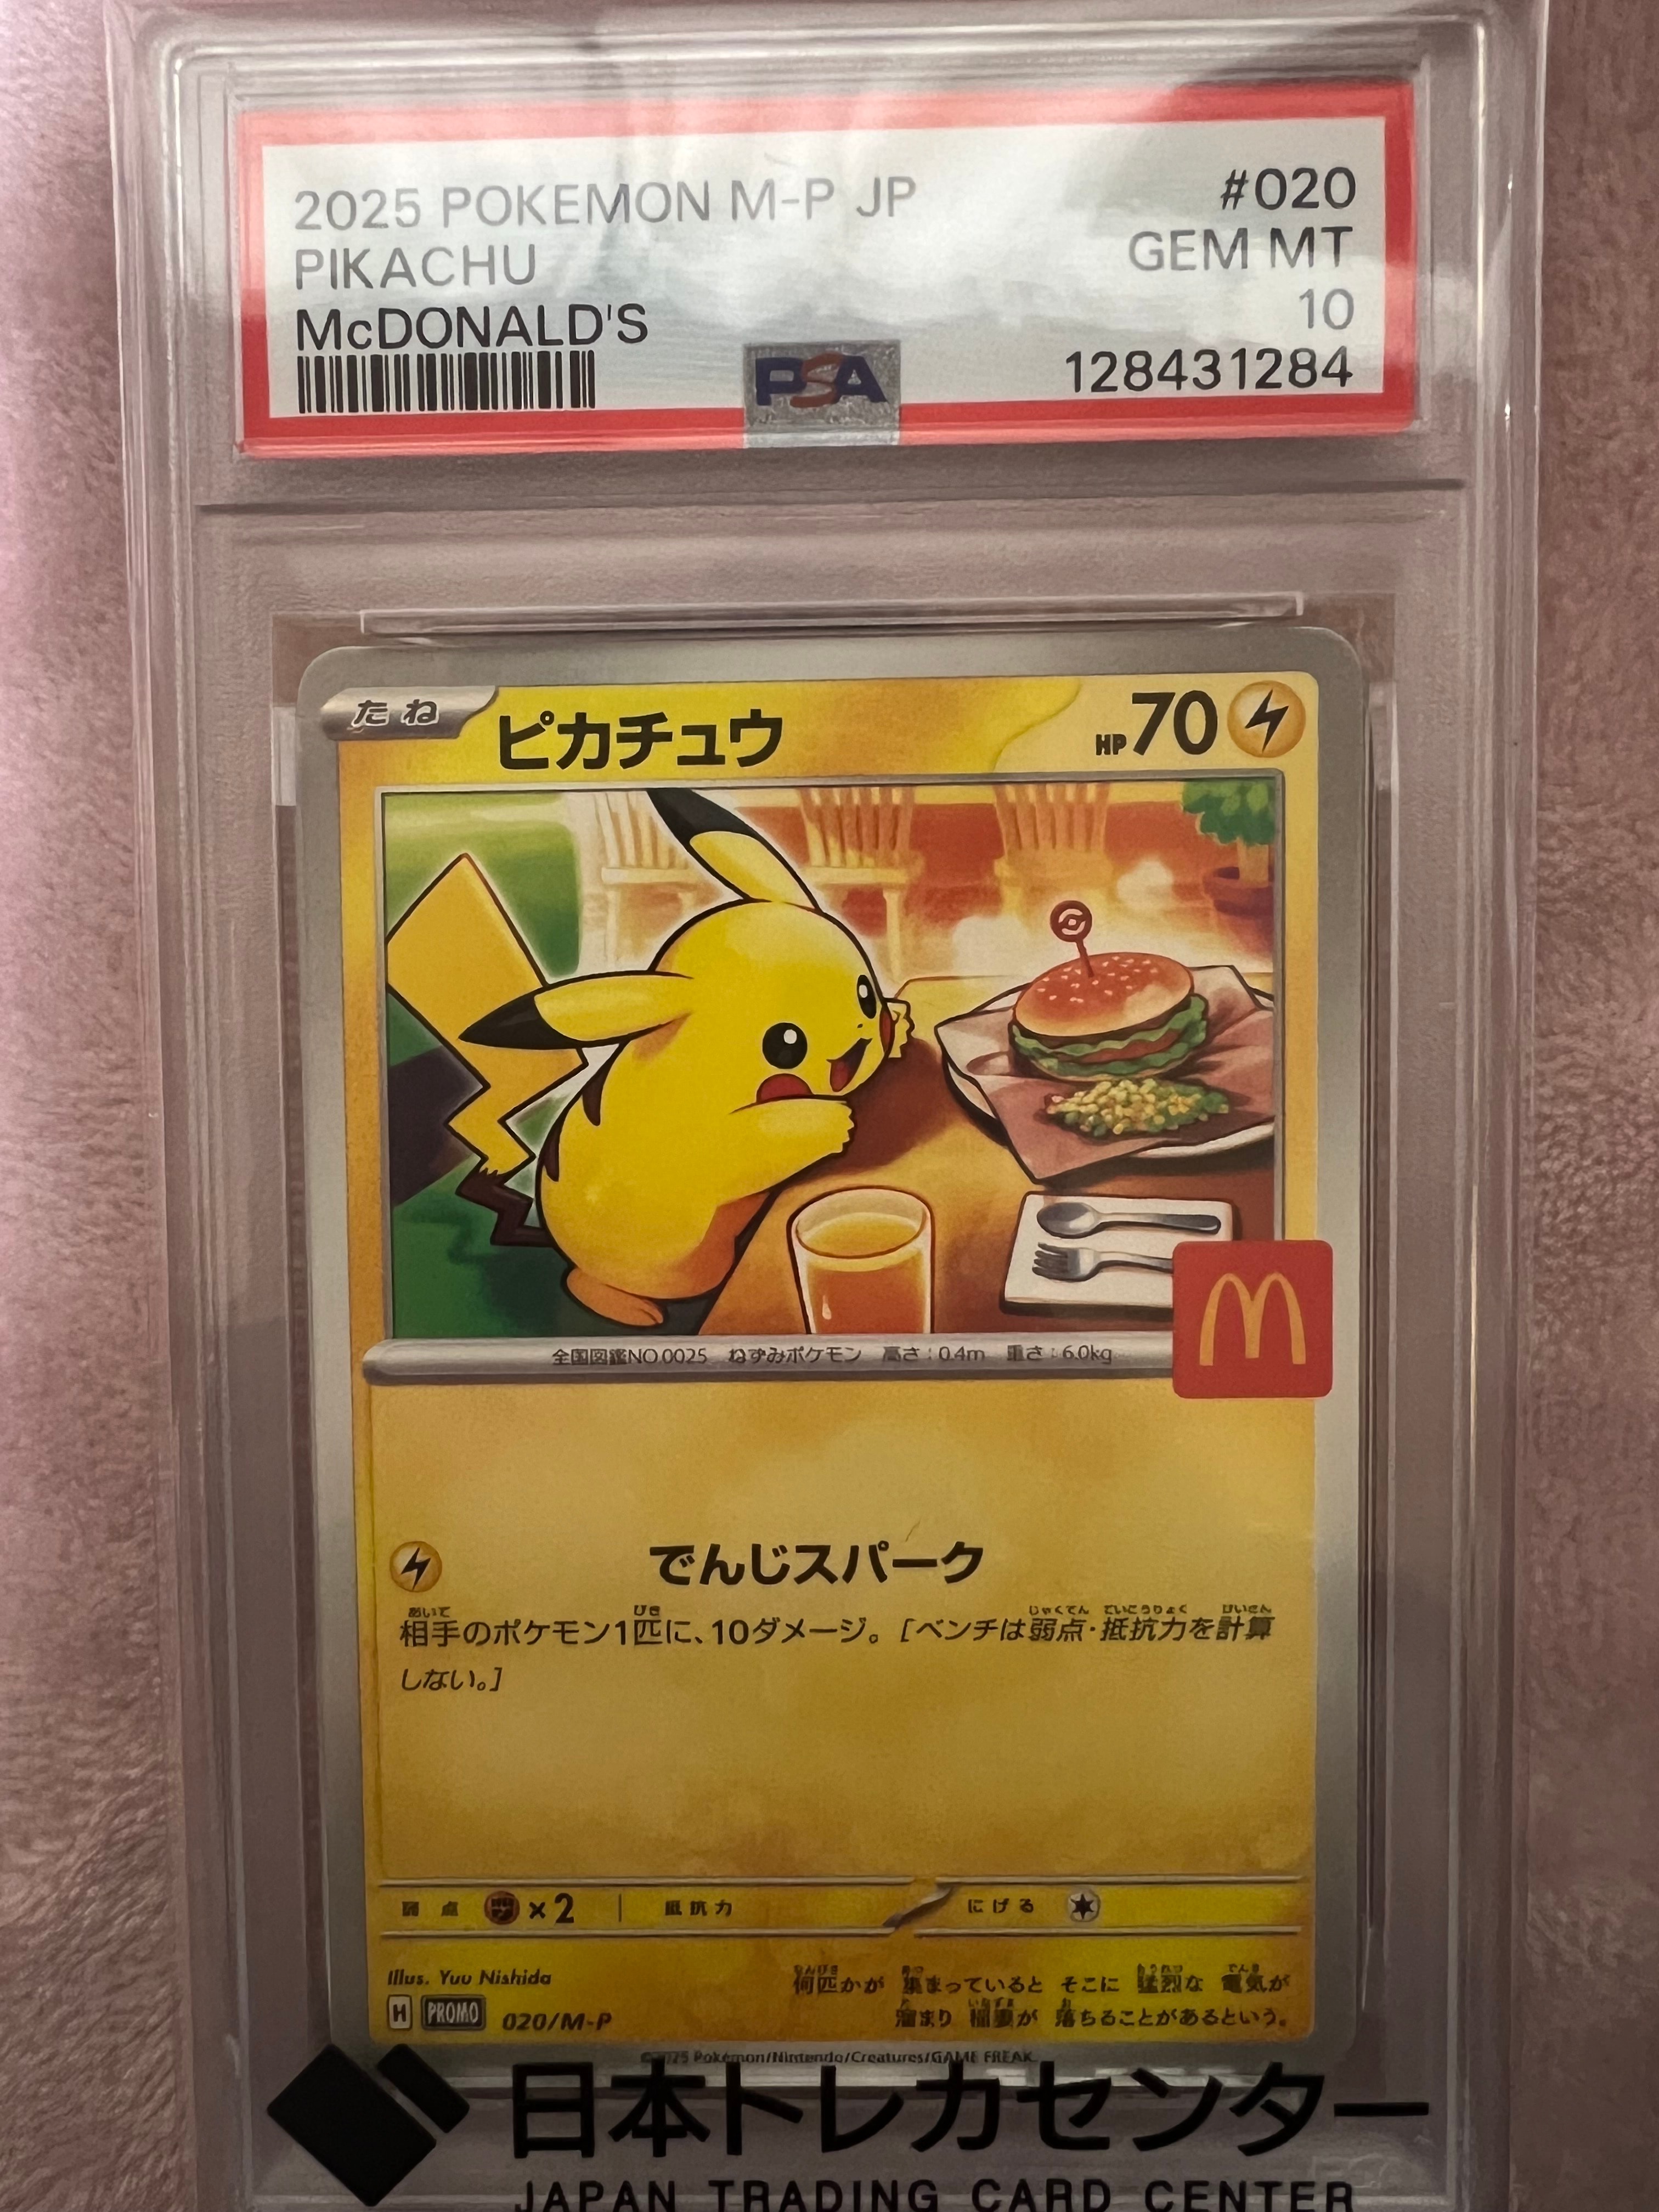 2025 POKEMON M-P JP #020
PIKACHU GEM MT
McDONALD'S 10
PSA 128431284
たね ピカチュウ HP70
全国図鑑NO.0025 ねずみポケモン 高さ:0.4m 重さ:6.0kg
でんじスパーク
相手のポケモン1匹に、10ダメージ。[ベンチは弱点・抵抗力を計算
しない。]
弱点 ×2 抵抗力 にげる
Illus. Yuu Nishida
何匹かが 集まっていると そこに 猛烈な 電気が
溜まり 稲妻が 落ちることがあるという。
H PROMO 020/M-P
©2025 Pokémon/Nintendo/Creatures/GAME FREAK.
日本トレカセンター
JAPAN TRADING CARD CENTER